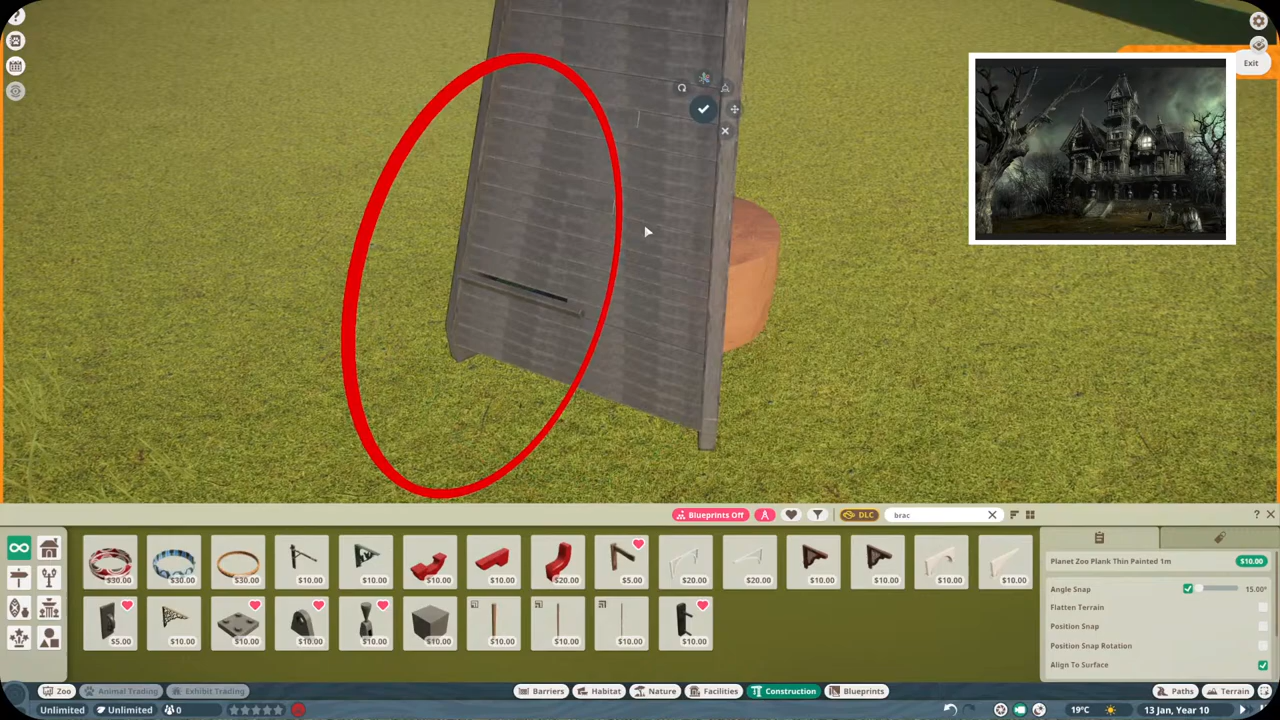 Exit
Blueprints Off
DLC
brac
$30.00 $30.00 $30.00 $10.00 $10.00 $10.00 $10.00 $20.00 $5.00 $20.00 $20.00 $10.00 $10.00 $10.00 $10.00
$5.00 $10.00 $10.00 $10.00 $10.00 $10.00 $10.00 $10.00 $10.00 $10.00
Planet Zoo Plank Thin Painted 1m $10.00
Angle Snap 15.00°
Flatten Terrain
Position Snap
Position Snap Rotation
Align To Surface
Zoo Animal Trading Exhibit Trading Barriers Habitat Nature Facilities Construction Blueprints Paths Terrain
Unlimited Unlimited 0 19°C 13 Jan, Year 10